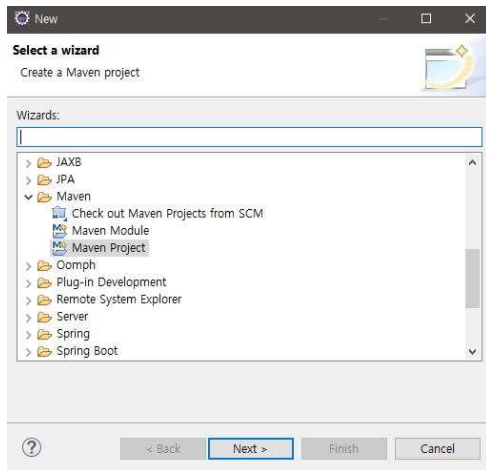 New
Select a wizard
Create a Maven project
Wizards:
JAXB
JPA
Maven
Check out Maven Projects from SCM
Maven Module
Maven Project
Oomph
Plug-in Development
Remote System Explorer
Server
Spring
Spring Boot
? < Back Next > Finish Cancel